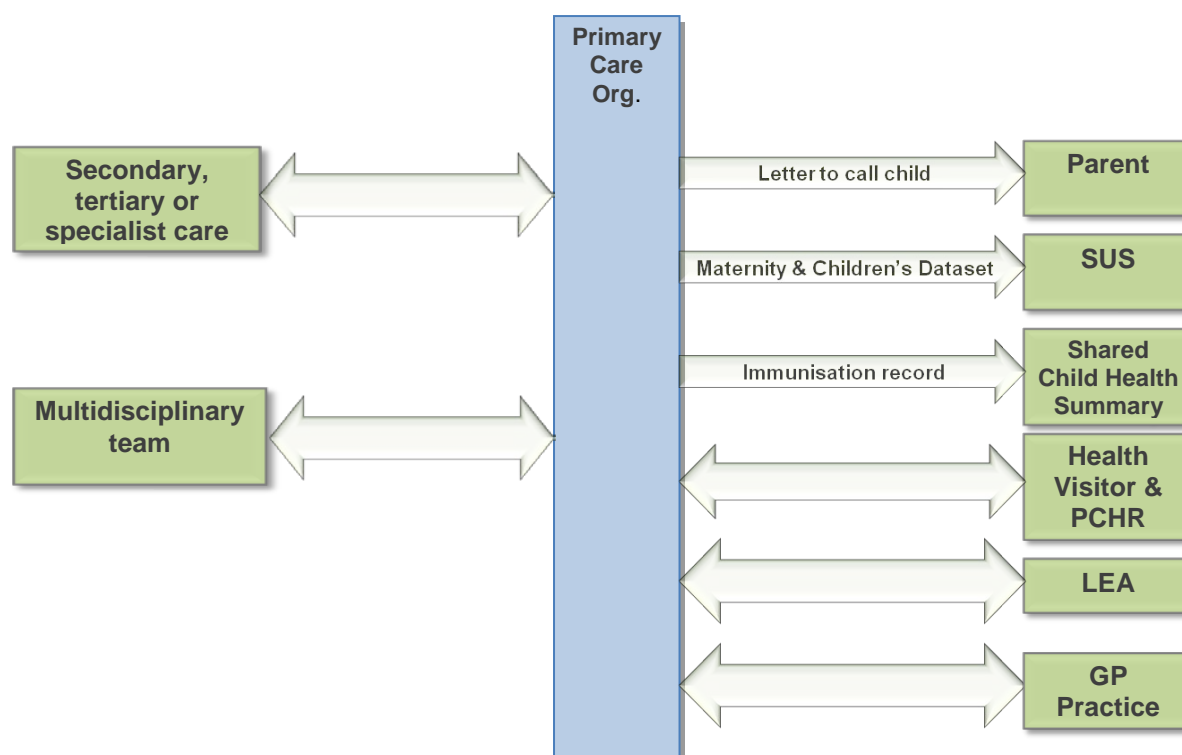 Primary
Care
Org.
Secondary,
tertiary or
specialist care
Multidisciplinary
team
Letter to call child
Parent
Maternity & Children's Dataset
SUS
Immunisation record
Shared
Child Health
Summary
Health
Visitor &
PCHR
LEA
GP
Practice